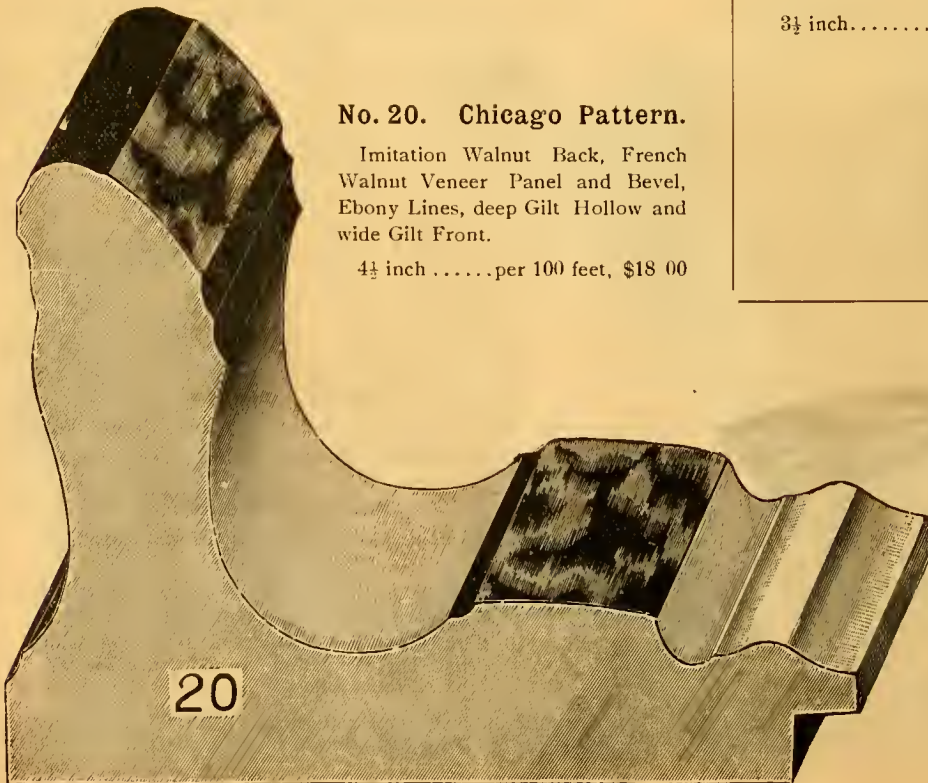 3½ inch........
No. 20. Chicago Pattern.
Imitation Walnut Back, French
Walnut Veneer Panel and Bevel,
Ebony Lines, deep Gilt Hollow and
wide Gilt Front.
4½ inch ......per 100 feet, $18 00
20